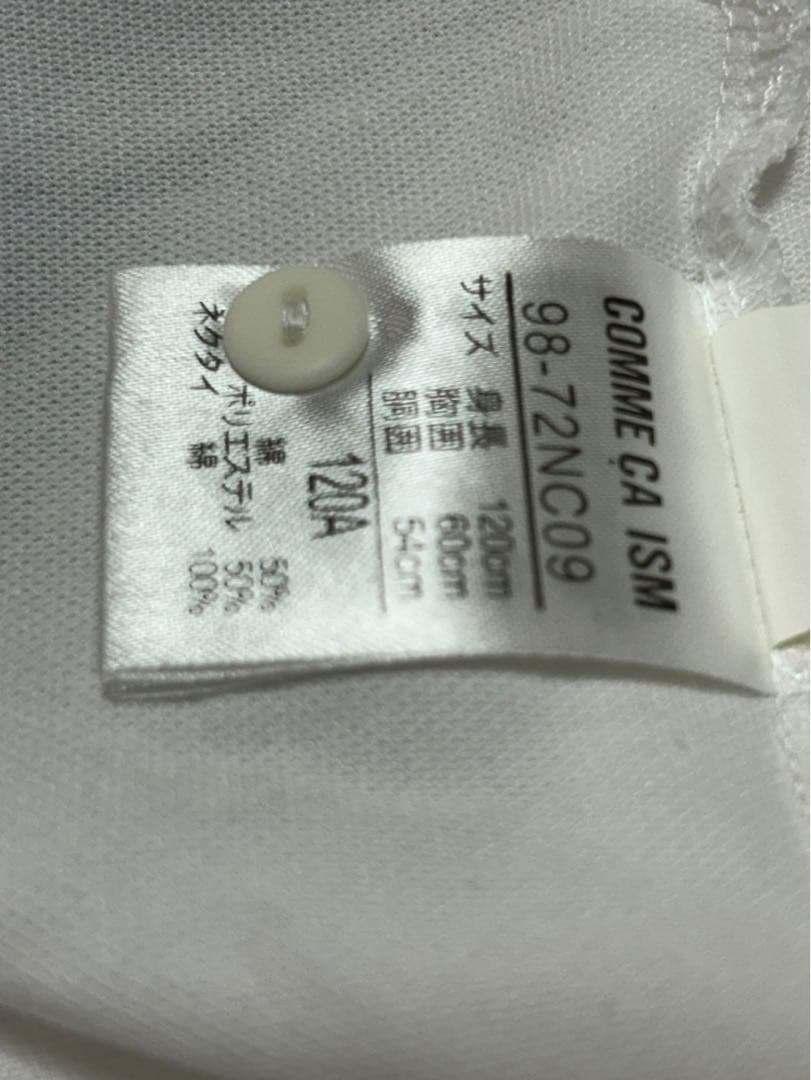 COMME ÇA ISM
98-72NC09
サイズ
身長 120cm
胸囲 60cm
胴囲 54cm
120A
綿 50%
ポリエステル 50%
ネクタイ 綿 100%